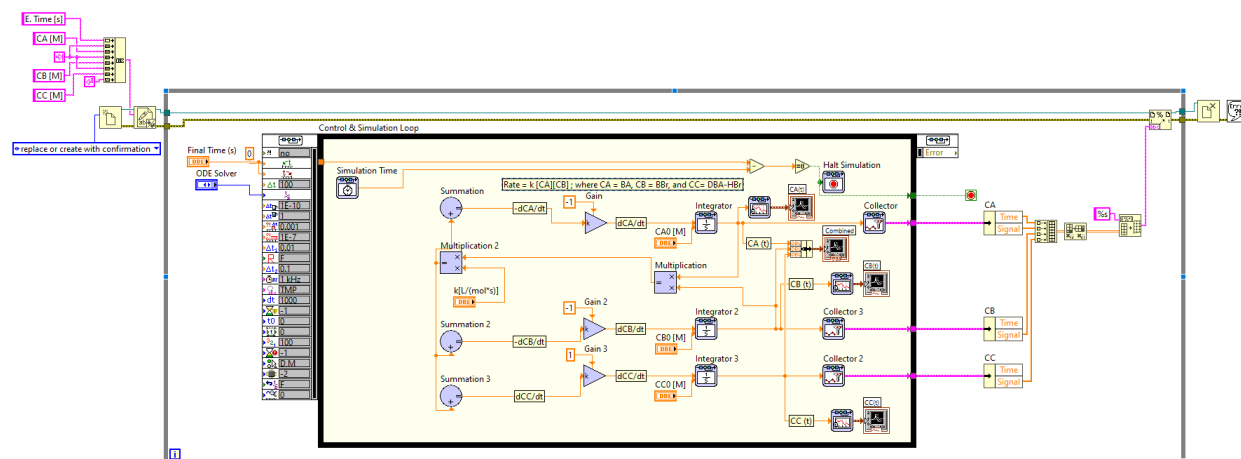 E. Time [s]
CA [M]
CB [M]
CC [M]
replace or create with confirmation
Control & Simulation Loop
Final Time (s)
0
ODE Solver
no
100
1E-10
1
0.001
1E-7
0.01
F
0.1
1 kHz
TMP
1000
-1
0
0
100
-1
D.M
-2
F
0
Error
Simulation Time
Halt Simulation
Rate = k [CA][CB] ; where CA = BA, CB = BBr, and CC= DBA-HBr
Summation
-1
Gain
-dCA/dt
k
dCA/dt
Integrator
CA0 [M]
DBL
CA(t)
Collector
CA (t)
Combined
Multiplication 2
Multiplication
k[L/(mol*s)]
DBL
CB (t)
CB(t)
Summation 2
-1
Gain 2
-dCB/dt
k
dCB/dt
Integrator 2
CB0 [M]
DBL
Collector 3
Summation 3
1
Gain 3
dCC/dt
k
dCC/dt
Integrator 3
CC0 [M]
DBL
Collector 2
CC (t)
CC(t)
CA
Time
Signal
CB
Time
Signal
CC
Time
Signal
%s
i